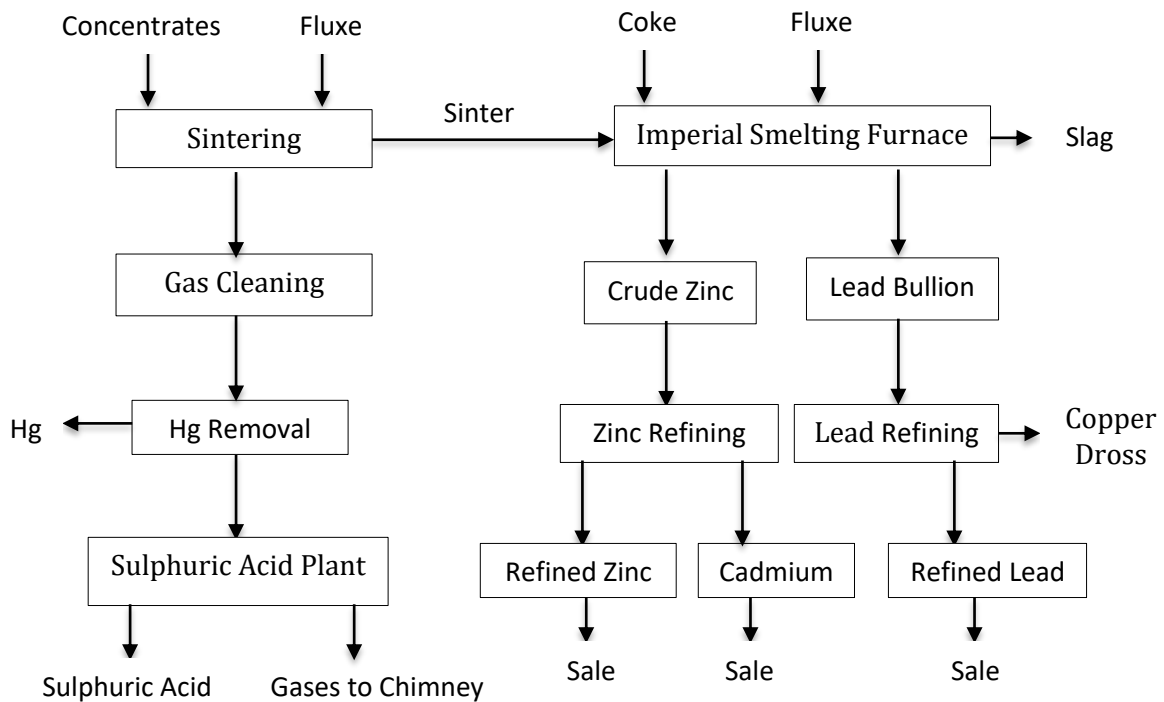 Concentrates
Fluxe
Coke
Fluxe
Sintering
Sinter
Imperial Smelting Furnace
Slag
Gas Cleaning
Crude Zinc
Lead Bullion
Hg
Hg Removal
Zinc Refining
Lead Refining
Copper
Dross
Sulphuric Acid Plant
Refined Zinc
Cadmium
Refined Lead
Sulphuric Acid
Gases to Chimney
Sale
Sale
Sale